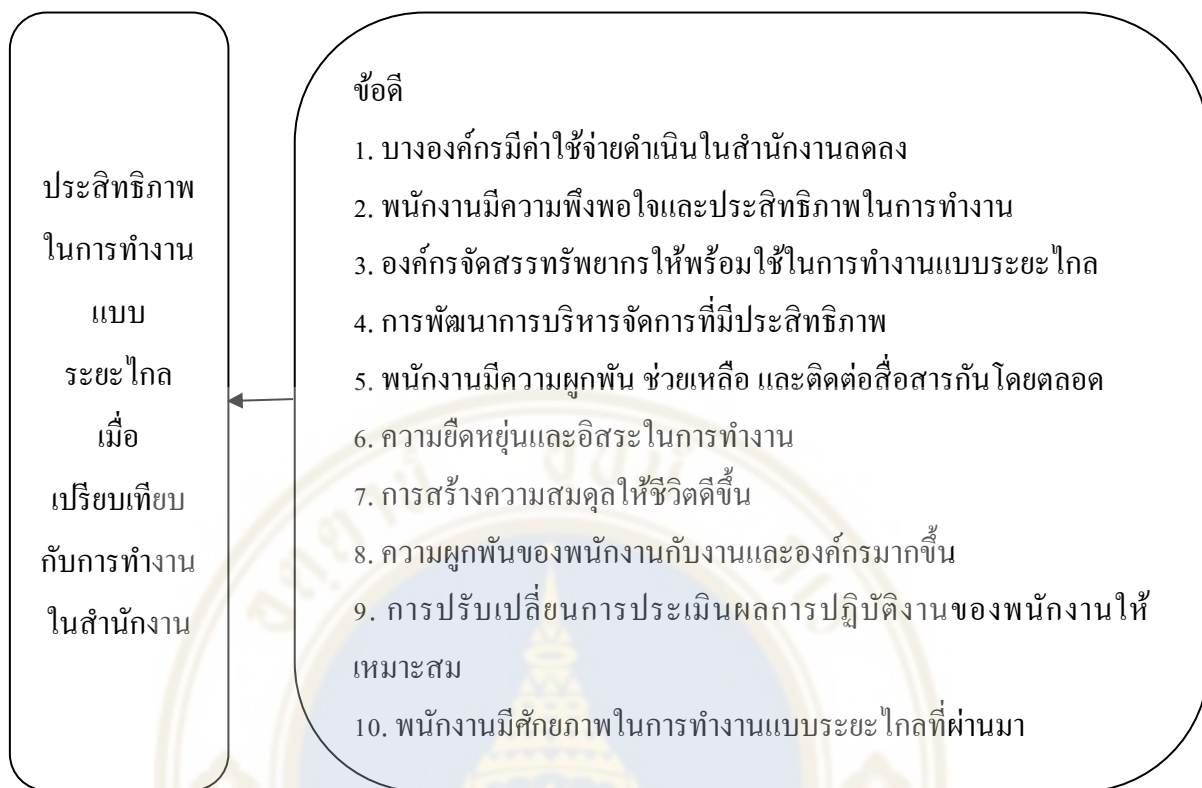 ประสิทธิภาพ
ในการทำงาน
แบบ
ระยะไกล
เมื่อ
เปรียบเทียบ
กับการทำงาน
ในสำนักงาน
ข้อดี
1. บางองค์กรมีค่าใช้จ่ายดำเนินในสำนักงานลดลง
2. พนักงานมีความพึงพอใจและประสิทธิภาพในการทำงาน
3. องค์กรจัดสรรทรัพยากรให้พร้อมใช้ในการทำงานแบบระยะไกล
4. การพัฒนาการบริหารจัดการที่มีประสิทธิภาพ
5. พนักงานมีความผูกพัน ช่วยเหลือ และติดต่อสื่อสารกันโดยตลอด
6. ความยืดหยุ่นและอิสระในการทำงาน
7. การสร้างความสมดุลให้ชีวิตดีขึ้น
8. ความผูกพันของพนักงานกับงานและองค์กรมากขึ้น
9. การปรับเปลี่ยนการประเมินผลการปฏิบัติงานของพนักงานให้
เหมาะสม
10. พนักงานมีศักยภาพในการทำงานแบบระยะไกลที่ผ่านมา